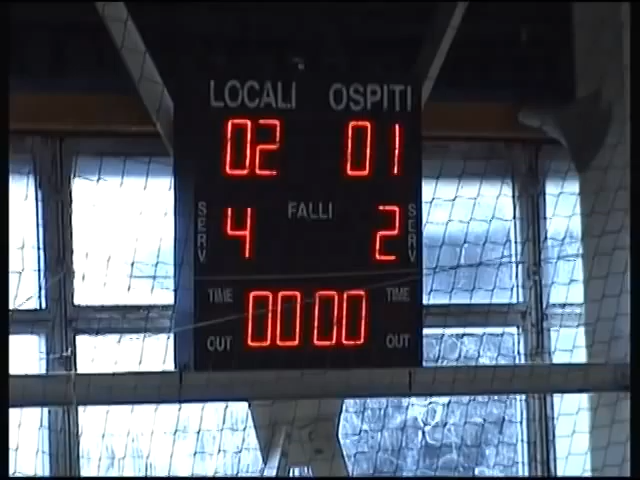 LOCALI OSPITI
02 01
SERV 4 FALLI 2 SERV
TIME 00 00 TIME
OUT OUT